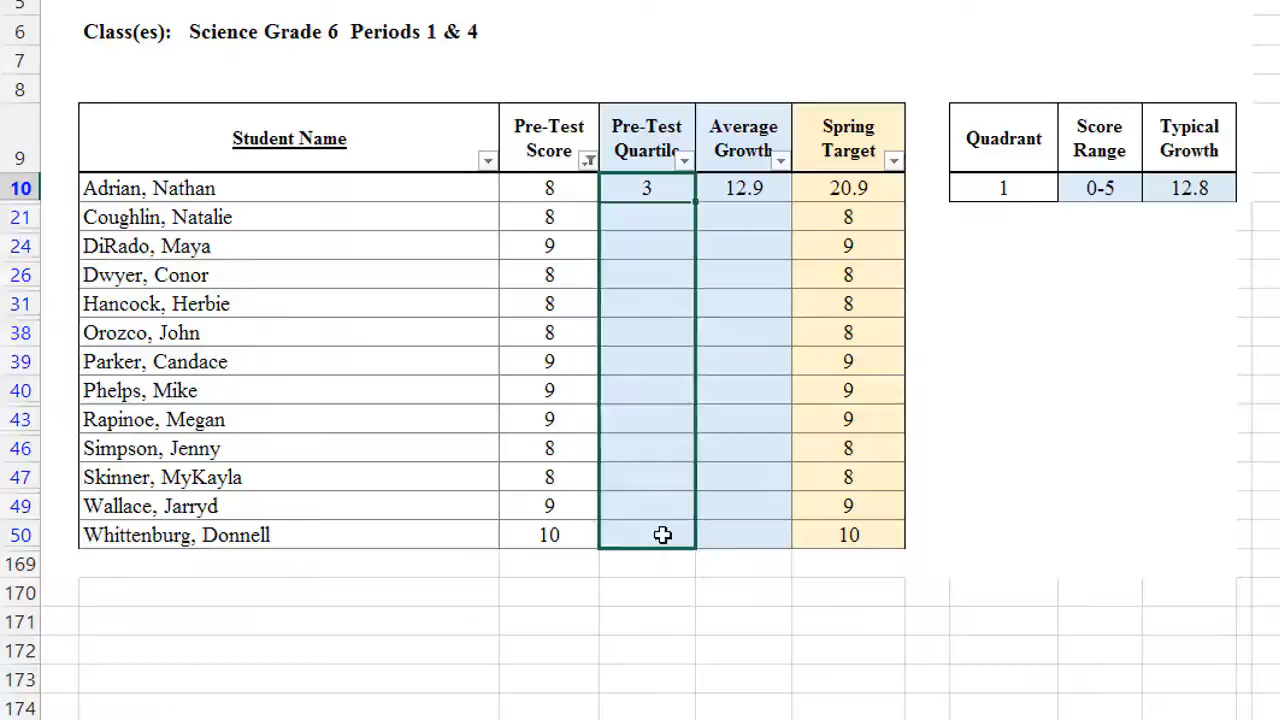 5
6 Class(es): Science Grade 6 Periods 1 & 4
7
8
9 Student Name Pre-Test Score Pre-Test Quartile Average Growth Spring Target Quadrant Score Range Typical Growth
10 Adrian, Nathan 8 3 12.9 20.9 1 0-5 12.8
21 Coughlin, Natalie 8 8
24 DiRado, Maya 9 9
26 Dwyer, Conor 8 8
31 Hancock, Herbie 8 8
38 Orozco, John 8 8
39 Parker, Candace 9 9
40 Phelps, Mike 9 9
43 Rapinoe, Megan 9 9
46 Simpson, Jenny 8 8
47 Skinner, MyKayla 8 8
49 Wallace, Jarryd 9 9
50 Whittenburg, Donnell 10 10
169
170
171
172
173
174